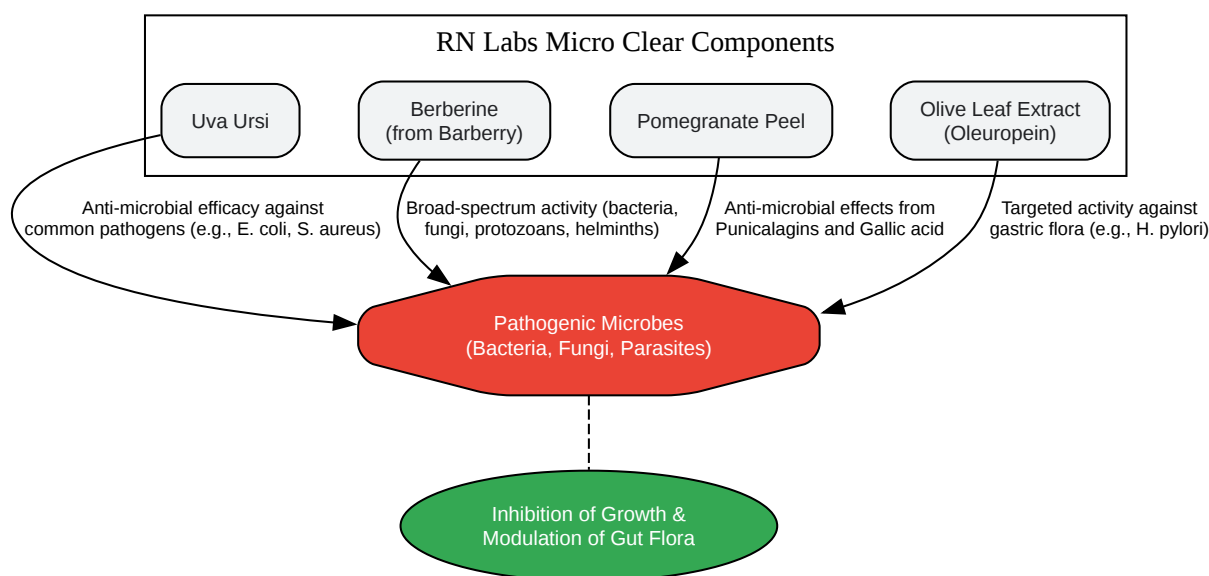 RN Labs Micro Clear Components
Uva Ursi
Berberine
(from Barberry)
Pomegranate Peel
Olive Leaf Extract
(Oleuropein)
Anti-microbial efficacy against
common pathogens (e.g., E. coli, S. aureus)
Broad-spectrum activity (bacteria,
fungi, protozoans, helminths)
Anti-microbial effects from
Punicalagins and Gallic acid
Targeted activity against
gastric flora (e.g., H. pylori)
Pathogenic Microbes
(Bacteria, Fungi, Parasites)
Inhibition of Growth &
Modulation of Gut Flora